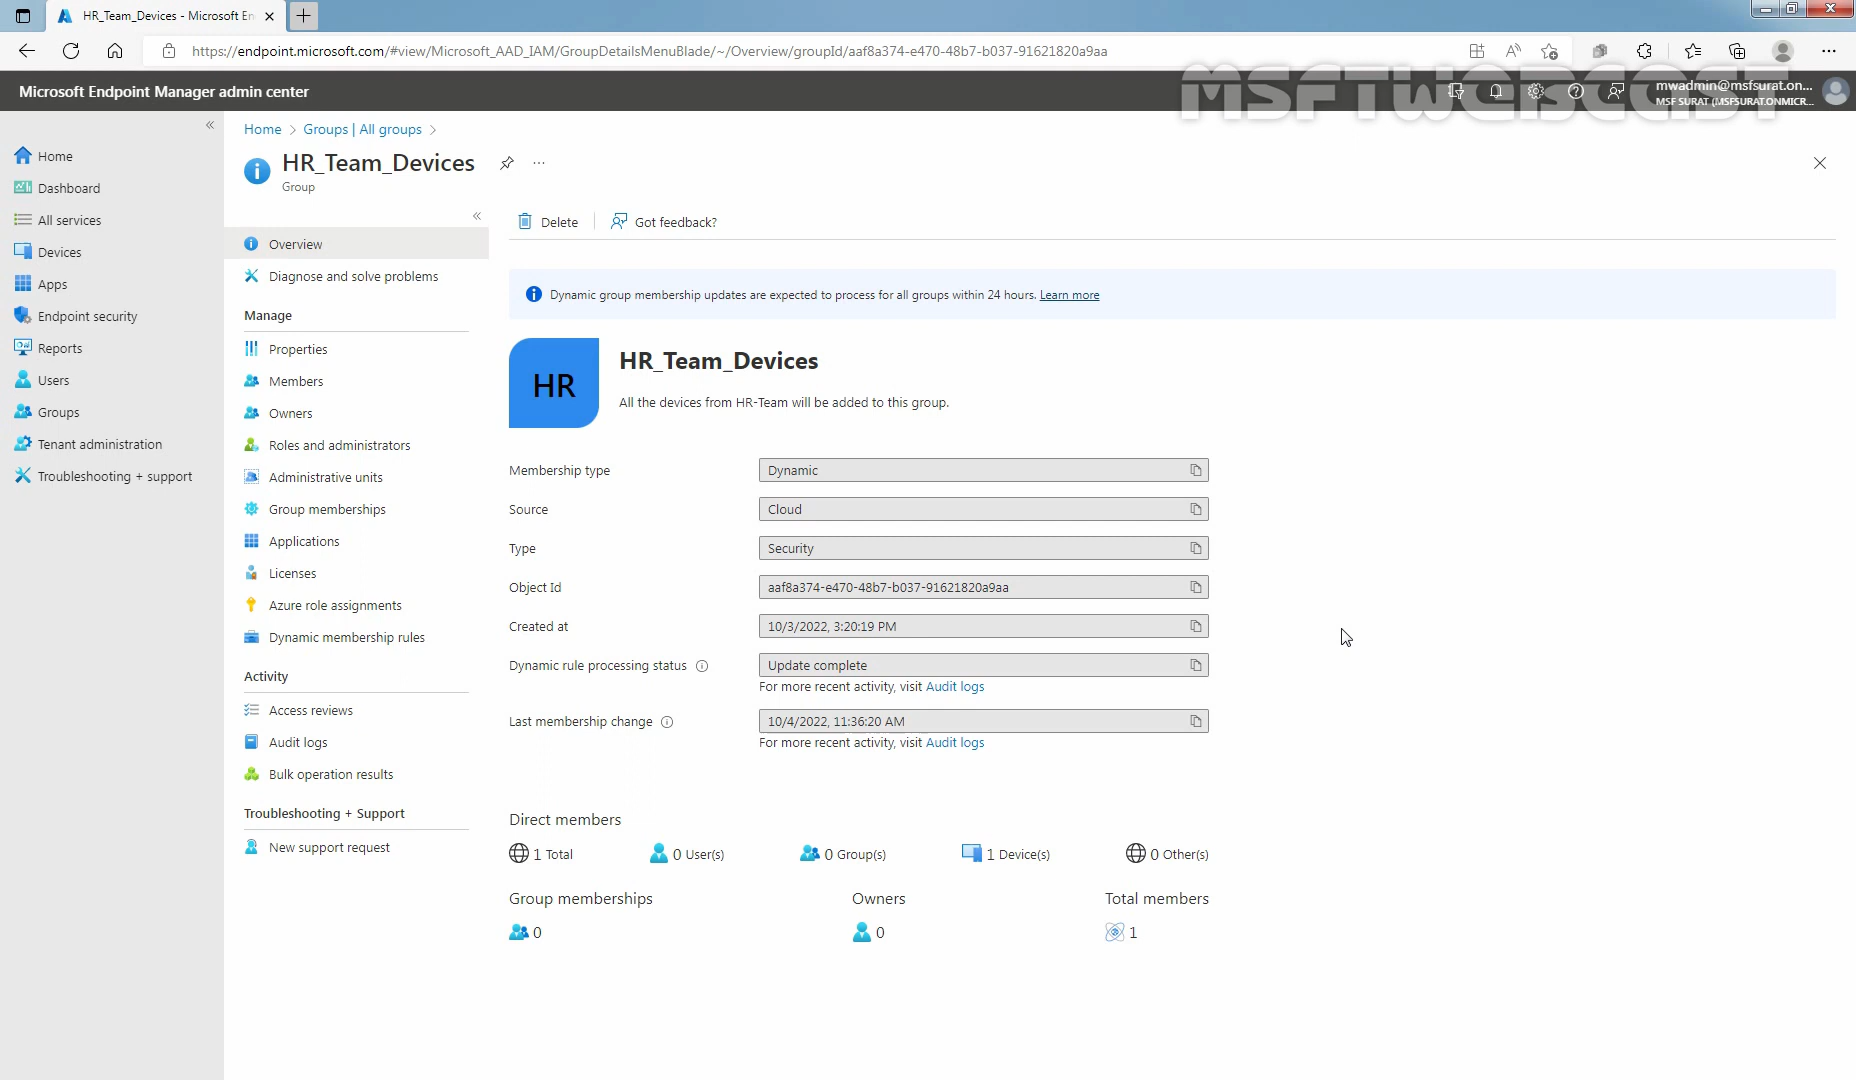 HR_Team_Devices - Microsoft En
https://endpoint.microsoft.com/#view/Microsoft_AAD_IAM/GroupDetailsMenuBlade/~/Overview/groupId/aaf8a374-e470-48b7-b037-91621820a9aa
MSFTWEBCAST
Microsoft Endpoint Manager admin center
mwadmin@msfsurat.on...
MSF SURAT (MSFSURAT.ONMICR...
Home > Groups | All groups >
HR_Team_Devices
Group
Home
Dashboard
All services
Devices
Apps
Endpoint security
Reports
Users
Groups
Tenant administration
Troubleshooting + support
Overview
Diagnose and solve problems
Manage
Properties
Members
Owners
Roles and administrators
Administrative units
Group memberships
Applications
Licenses
Azure role assignments
Dynamic membership rules
Activity
Access reviews
Audit logs
Bulk operation results
Troubleshooting + Support
New support request
Delete
Got feedback?
Dynamic group membership updates are expected to process for all groups within 24 hours. Learn more
HR
HR_Team_Devices
All the devices from HR-Team will be added to this group.
Membership type Dynamic
Source Cloud
Type Security
Object Id aaf8a374-e470-48b7-b037-91621820a9aa
Created at 10/3/2022, 3:20:19 PM
Dynamic rule processing status Update complete
For more recent activity, visit Audit logs
Last membership change 10/4/2022, 11:36:20 AM
For more recent activity, visit Audit logs
Direct members
1 Total 0 User(s) 0 Group(s) 1 Device(s) 0 Other(s)
Group memberships Owners Total members
0 0 1